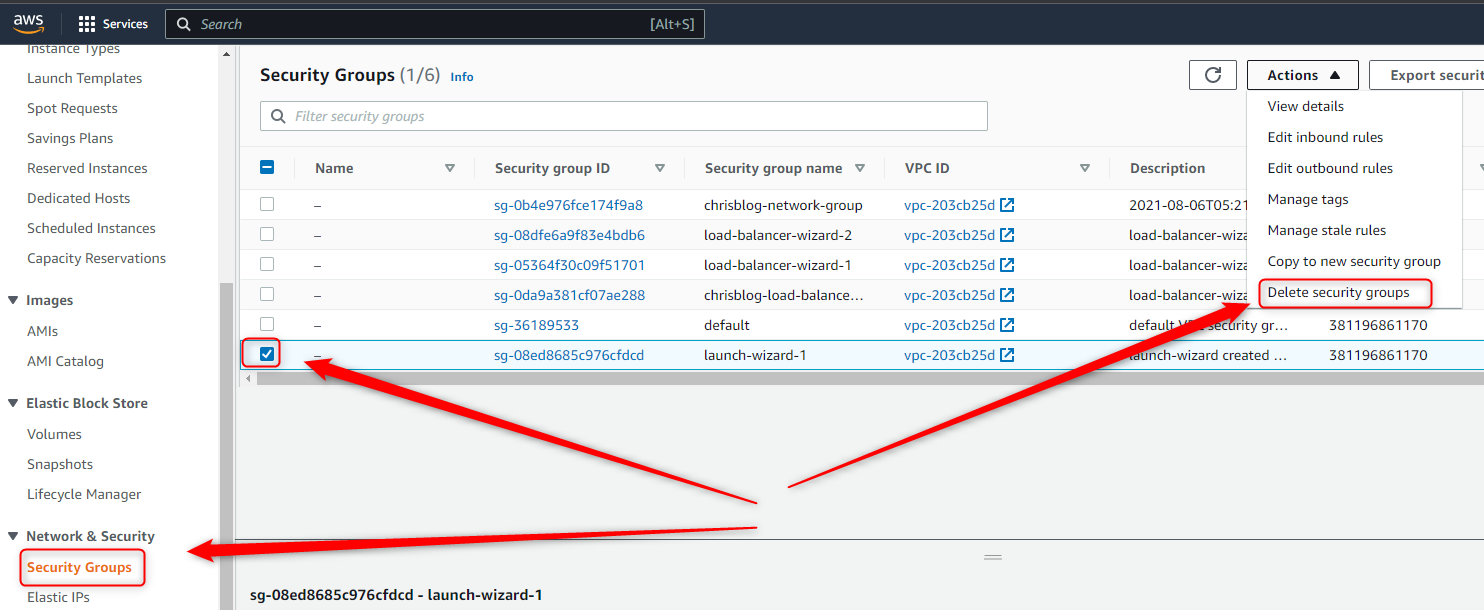 aws
Services
Search
[Alt+S]
Instance Types
Launch Templates
Spot Requests
Savings Plans
Reserved Instances
Dedicated Hosts
Scheduled Instances
Capacity Reservations
Images
AMIs
AMI Catalog
Elastic Block Store
Volumes
Snapshots
Lifecycle Manager
Network & Security
Security Groups
Elastic IPs
Security Groups (1/6) Info
Actions
Export securit
Filter security groups
View details
Edit inbound rules
Edit outbound rules
Manage tags
Manage stale rules
Copy to new security group
Delete security groups
Name Security group ID Security group name VPC ID Description
– sg-0b4e976fce174f9a8 chrisblog-network-group vpc-203cb25d 2021-08-06T05:21
– sg-08dfe6a9f83e4bdb6 load-balancer-wizard-2 vpc-203cb25d load-balancer-wiza
– sg-05364f30c09f51701 load-balancer-wizard-1 vpc-203cb25d load-balancer-wiza
– sg-0da9a381cf07ae288 chrisblog-load-balance... vpc-203cb25d load-balancer-wiza
– sg-36189533 default vpc-203cb25d default VPC security gr... 381196861170
– sg-08ed8685c976cfdcd launch-wizard-1 vpc-203cb25d launch-wizard created ... 381196861170
sg-08ed8685c976cfdcd - launch-wizard-1